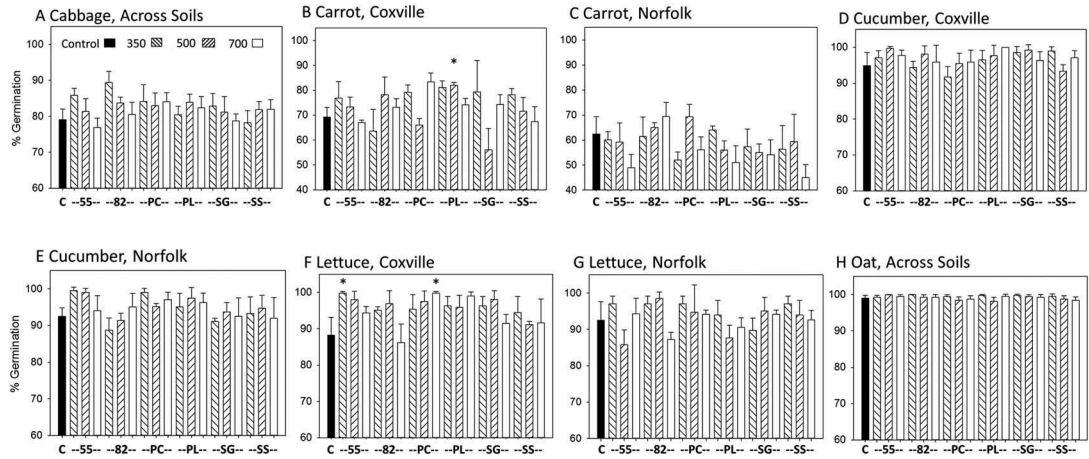 A Cabbage, Across Soils
% Germination
100
90
80
70
60
Control 350 500 700
C --55-- --82-- --PC-- --PL-- --SG-- --SS--
B Carrot, Coxville
100
90
80
70
60
50
40
*
C --55-- --82-- --PC-- --PL-- --SG-- --SS--
C Carrot, Norfolk
100
90
80
70
60
50
40
C --55-- --82-- --PC-- --PL-- --SG-- --SS--
D Cucumber, Coxville
100
90
80
70
60
C --55-- --82-- --PC-- --PL-- --SG-- --SS--
E Cucumber, Norfolk
% Germination
100
90
80
70
60
C --55-- --82-- --PC-- --PL-- --SG-- --SS--
F Lettuce, Coxville
100
90
80
70
60
* *
C --55-- --82-- --PC-- --PL-- --SG-- --SS--
G Lettuce, Norfolk
100
90
80
70
60
C --55-- --82-- --PC-- --PL-- --SG-- --SS--
H Oat, Across Soils
100
90
80
70
60
C --55-- --82-- --PC-- --PL-- --SG-- --SS--